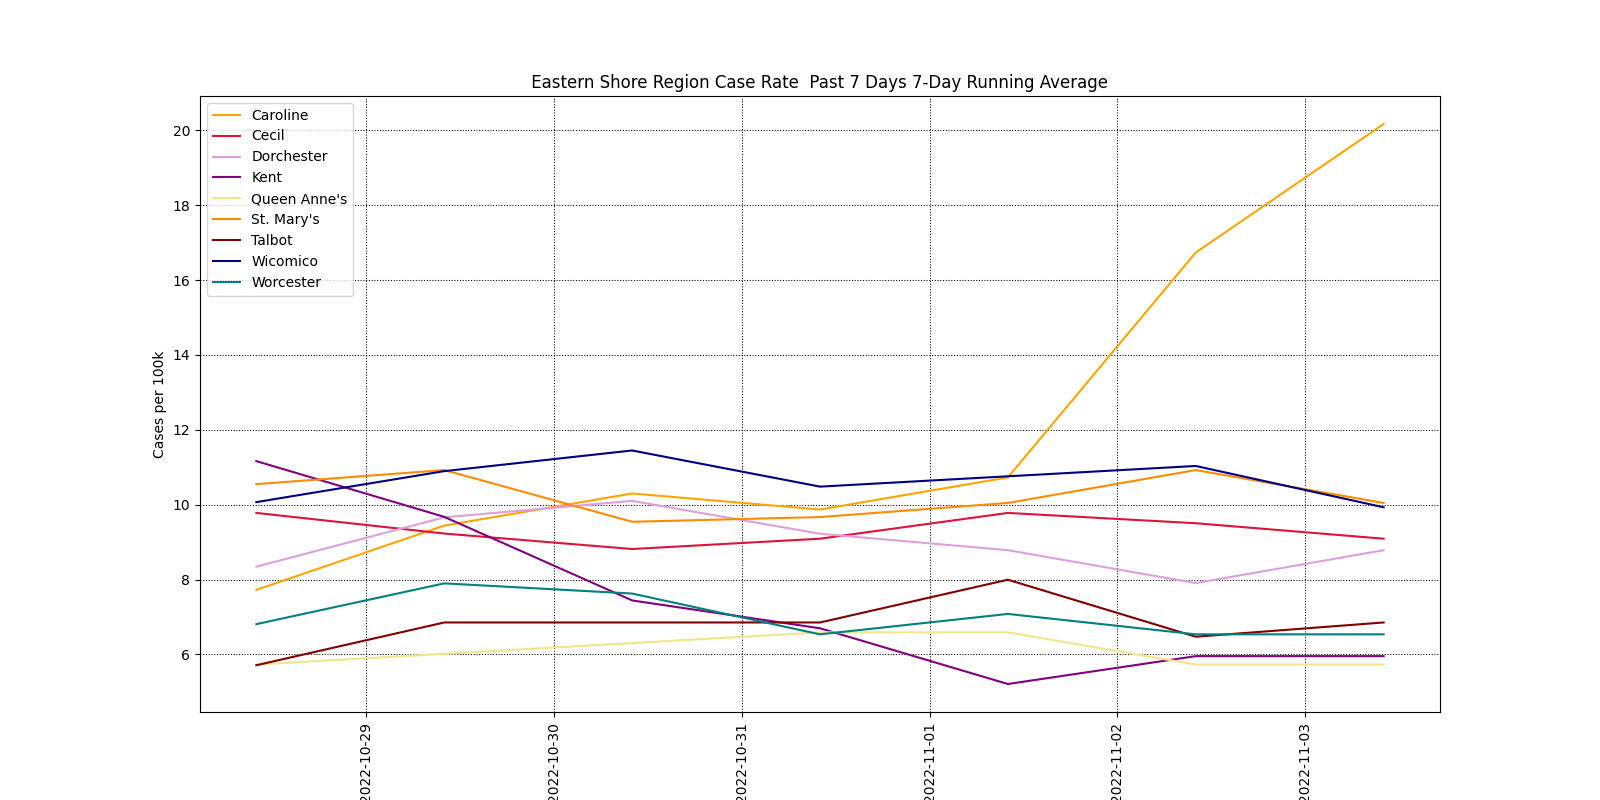 Eastern Shore Region Case Rate  Past 7 Days 7-Day Running Average
Caroline
Cecil
Dorchester
Kent
Queen Anne's
St. Mary's
Talbot
Wicomico
Worcester
Cases per 100k
20
18
16
14
12
10
8
6
2022-10-29
2022-10-30
2022-10-31
2022-11-01
2022-11-02
2022-11-03